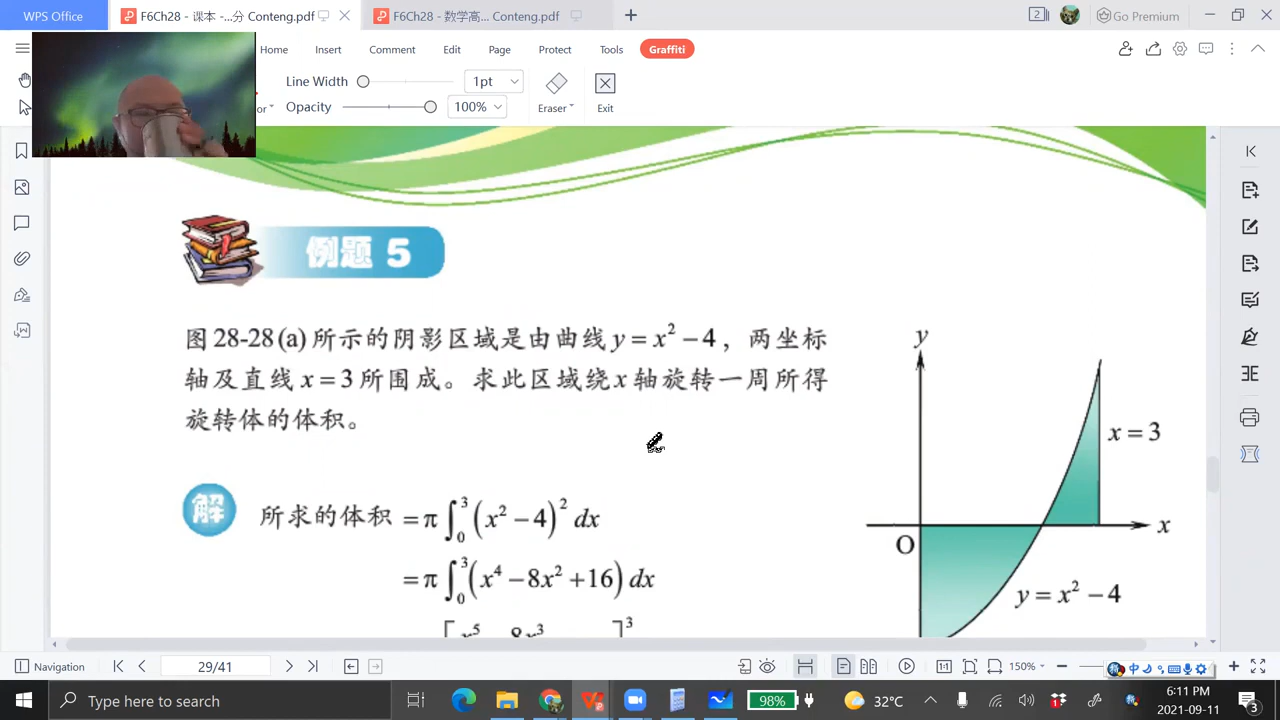 WPS Office
F6Ch28 - 课本 -...分 Conteng.pdf
F6Ch28 - 数学高... Conteng.pdf
2
Go Premium
Home
Insert
Comment
Edit
Page
Protect
Tools
Graffiti
Line Width
1pt
Opacity
100%
Eraser
Exit
例题 5
图 28-28 (a) 所示的阴影区域是由曲线 y = x² − 4，两坐标
轴及直线 x = 3 所围成。求此区域绕 x 轴旋转一周所得
旋转体的体积。
解
所求的体积 = π ∫₀³ (x² − 4)² dx
= π ∫₀³ (x⁴ − 8x² + 16) dx
y
x = 3
x
O
y = x² − 4
Navigation
29/41
1:1
150%
中
Type here to search
98%
32°C
6:11 PM
2021-09-11
3